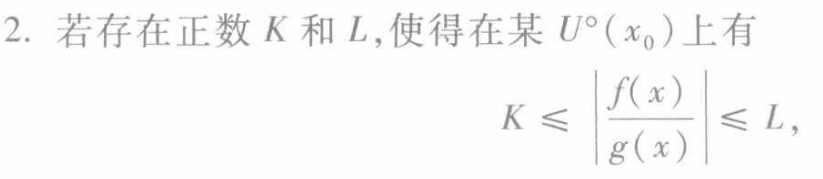 2. 若存在正数 K 和 L,使得在某 U°(x₀)上有
K ≤ |f(x)/g(x)| ≤ L,